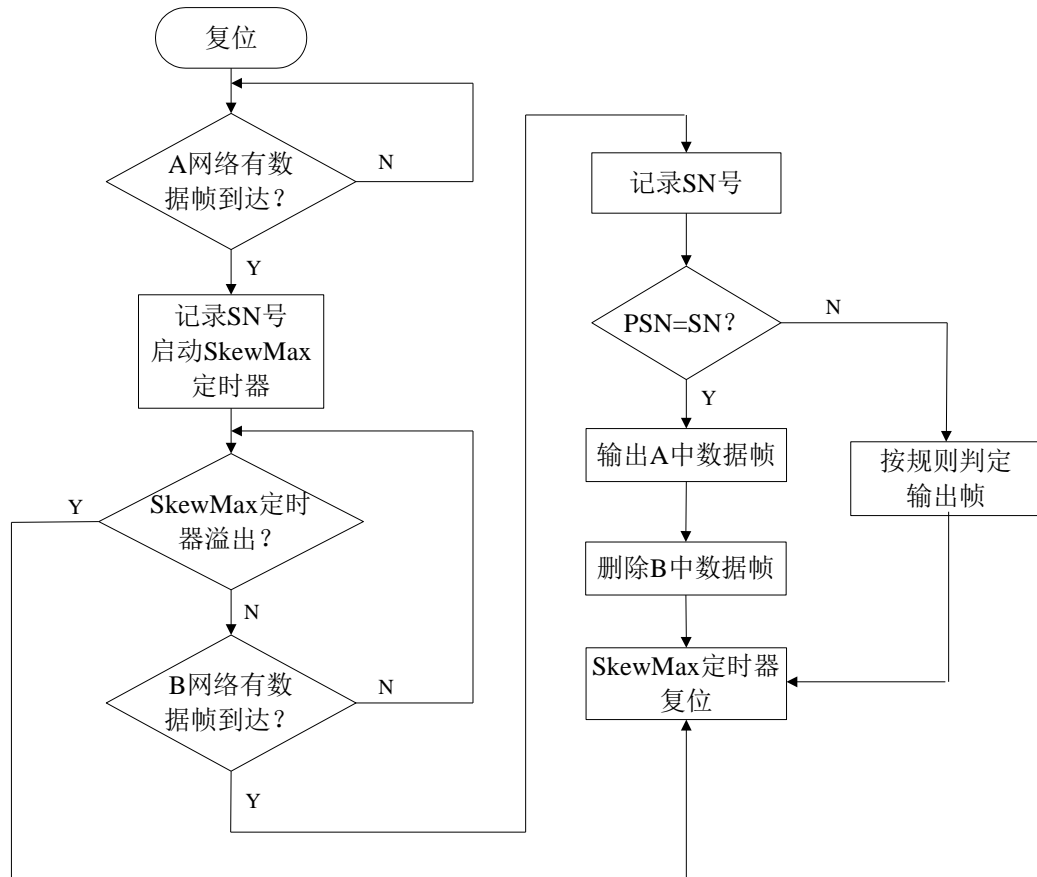 复位
A网络有数
据帧到达？
N
Y
记录SN号
启动SkewMax
定时器
SkewMax定时
器溢出？
Y
N
B网络有数
据帧到达？
N
Y
记录SN号
PSN=SN？
N
Y
输出A中数据帧
按规则判定
输出帧
删除B中数据帧
SkewMax定时器
复位